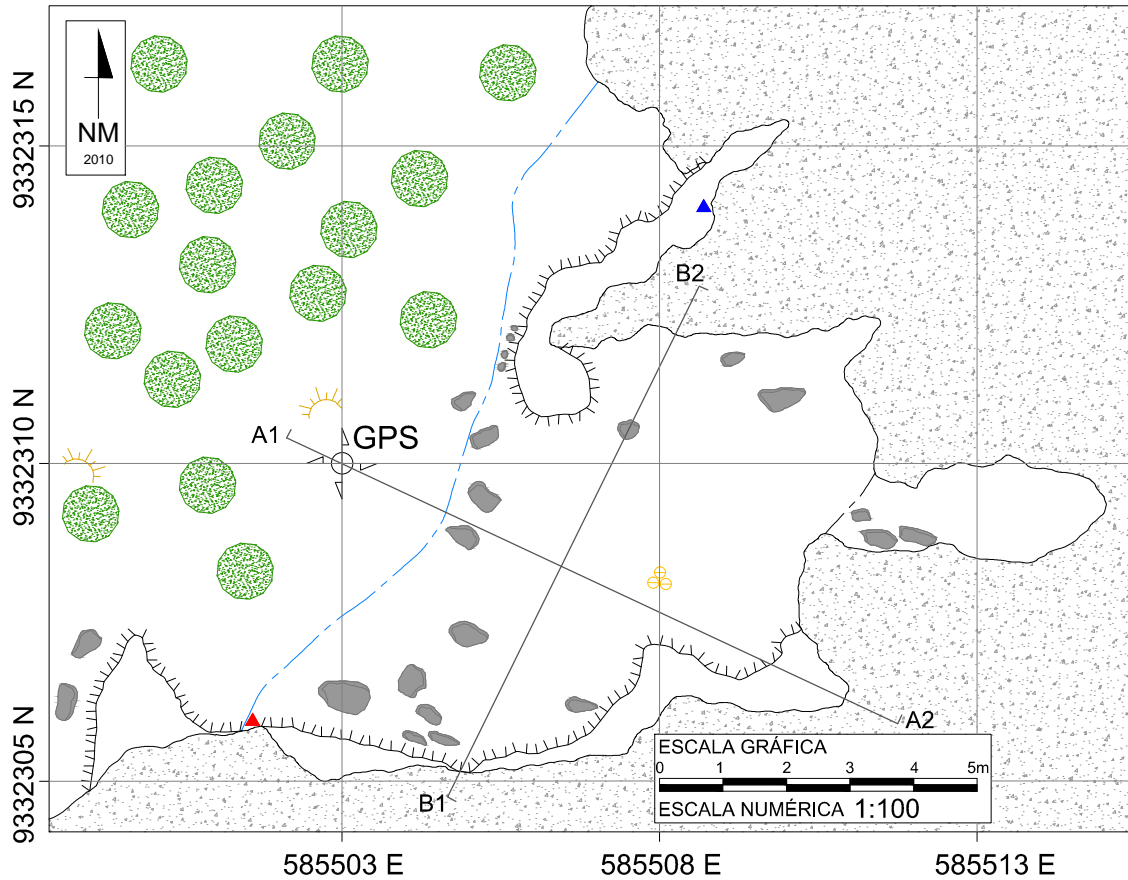 9332315 N
NM
2010
B2
9332310 N
A1
GPS
A2
9332305 N
B1
ESCALA GRÁFICA
0 1 2 3 4 5m
ESCALA NUMÉRICA 1:100
585503 E
585508 E
585513 E